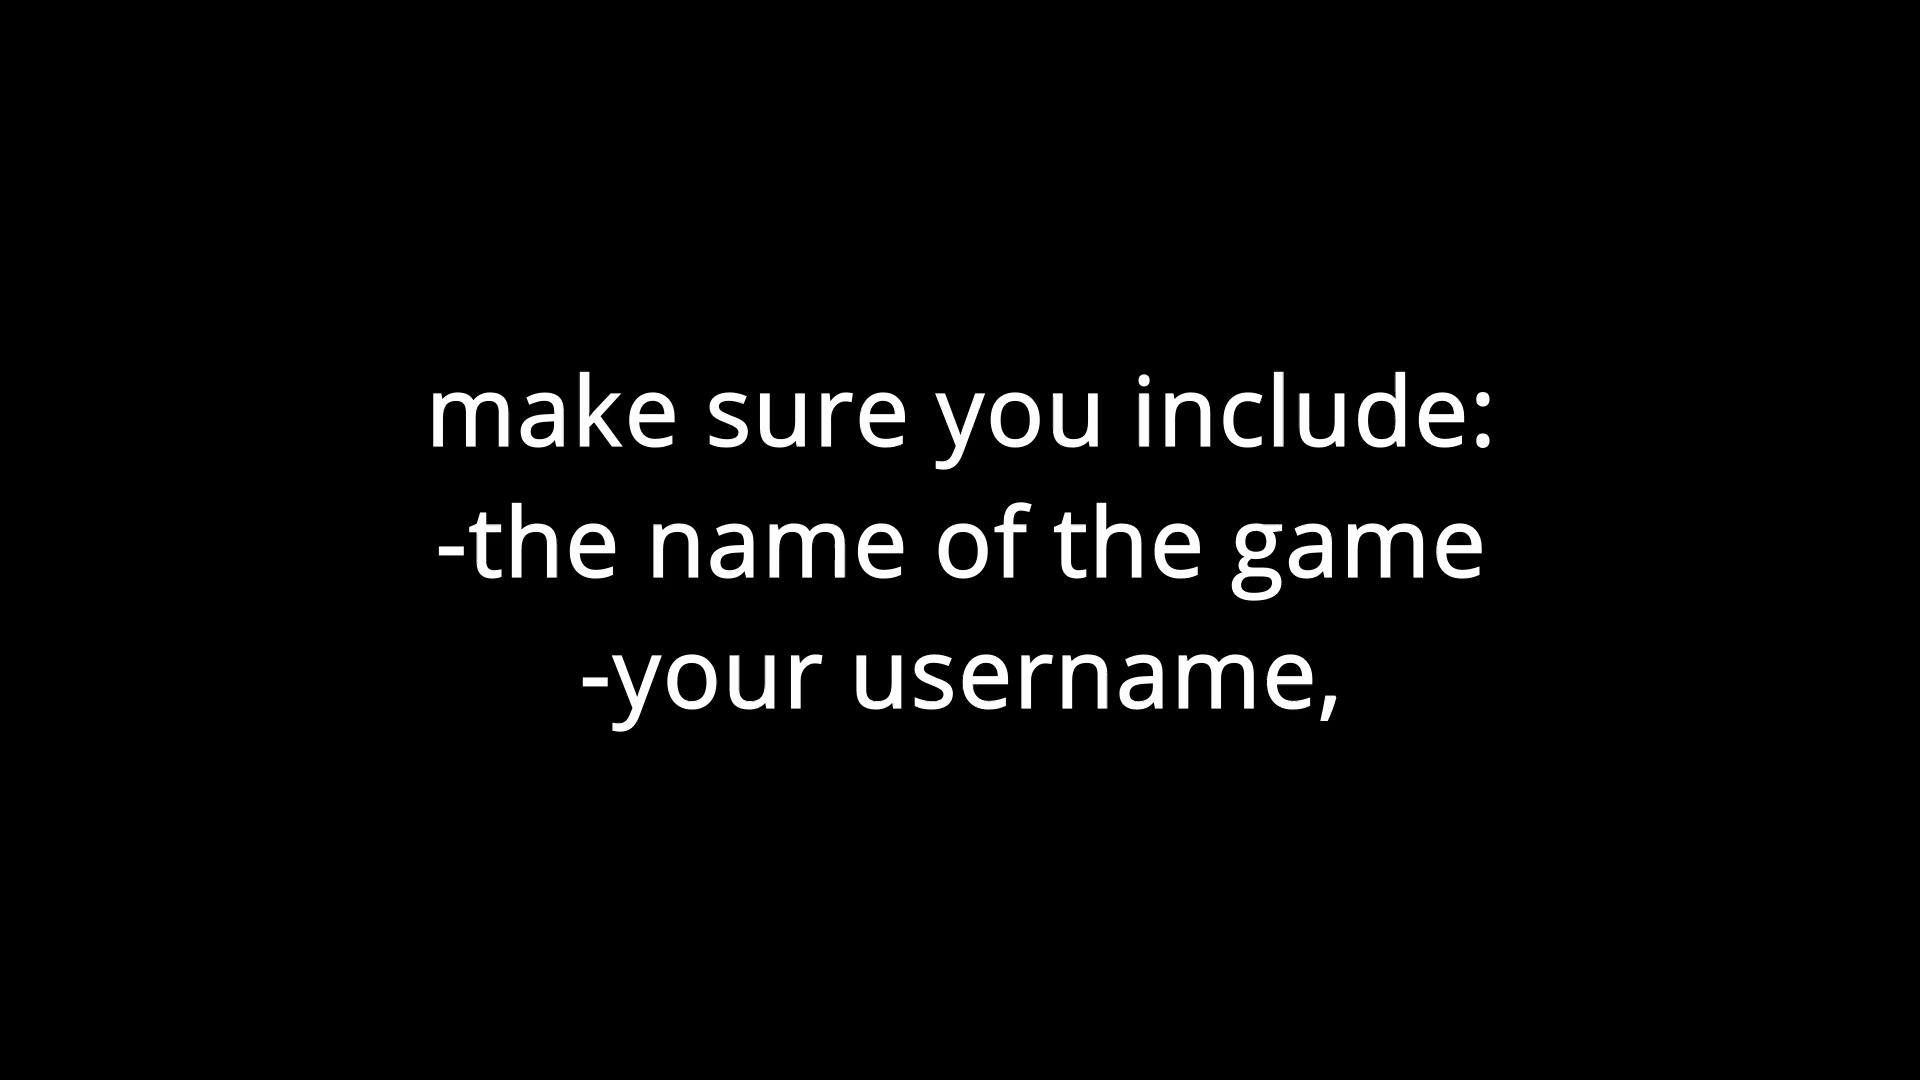 make sure you include:
-the name of the game
-your username,